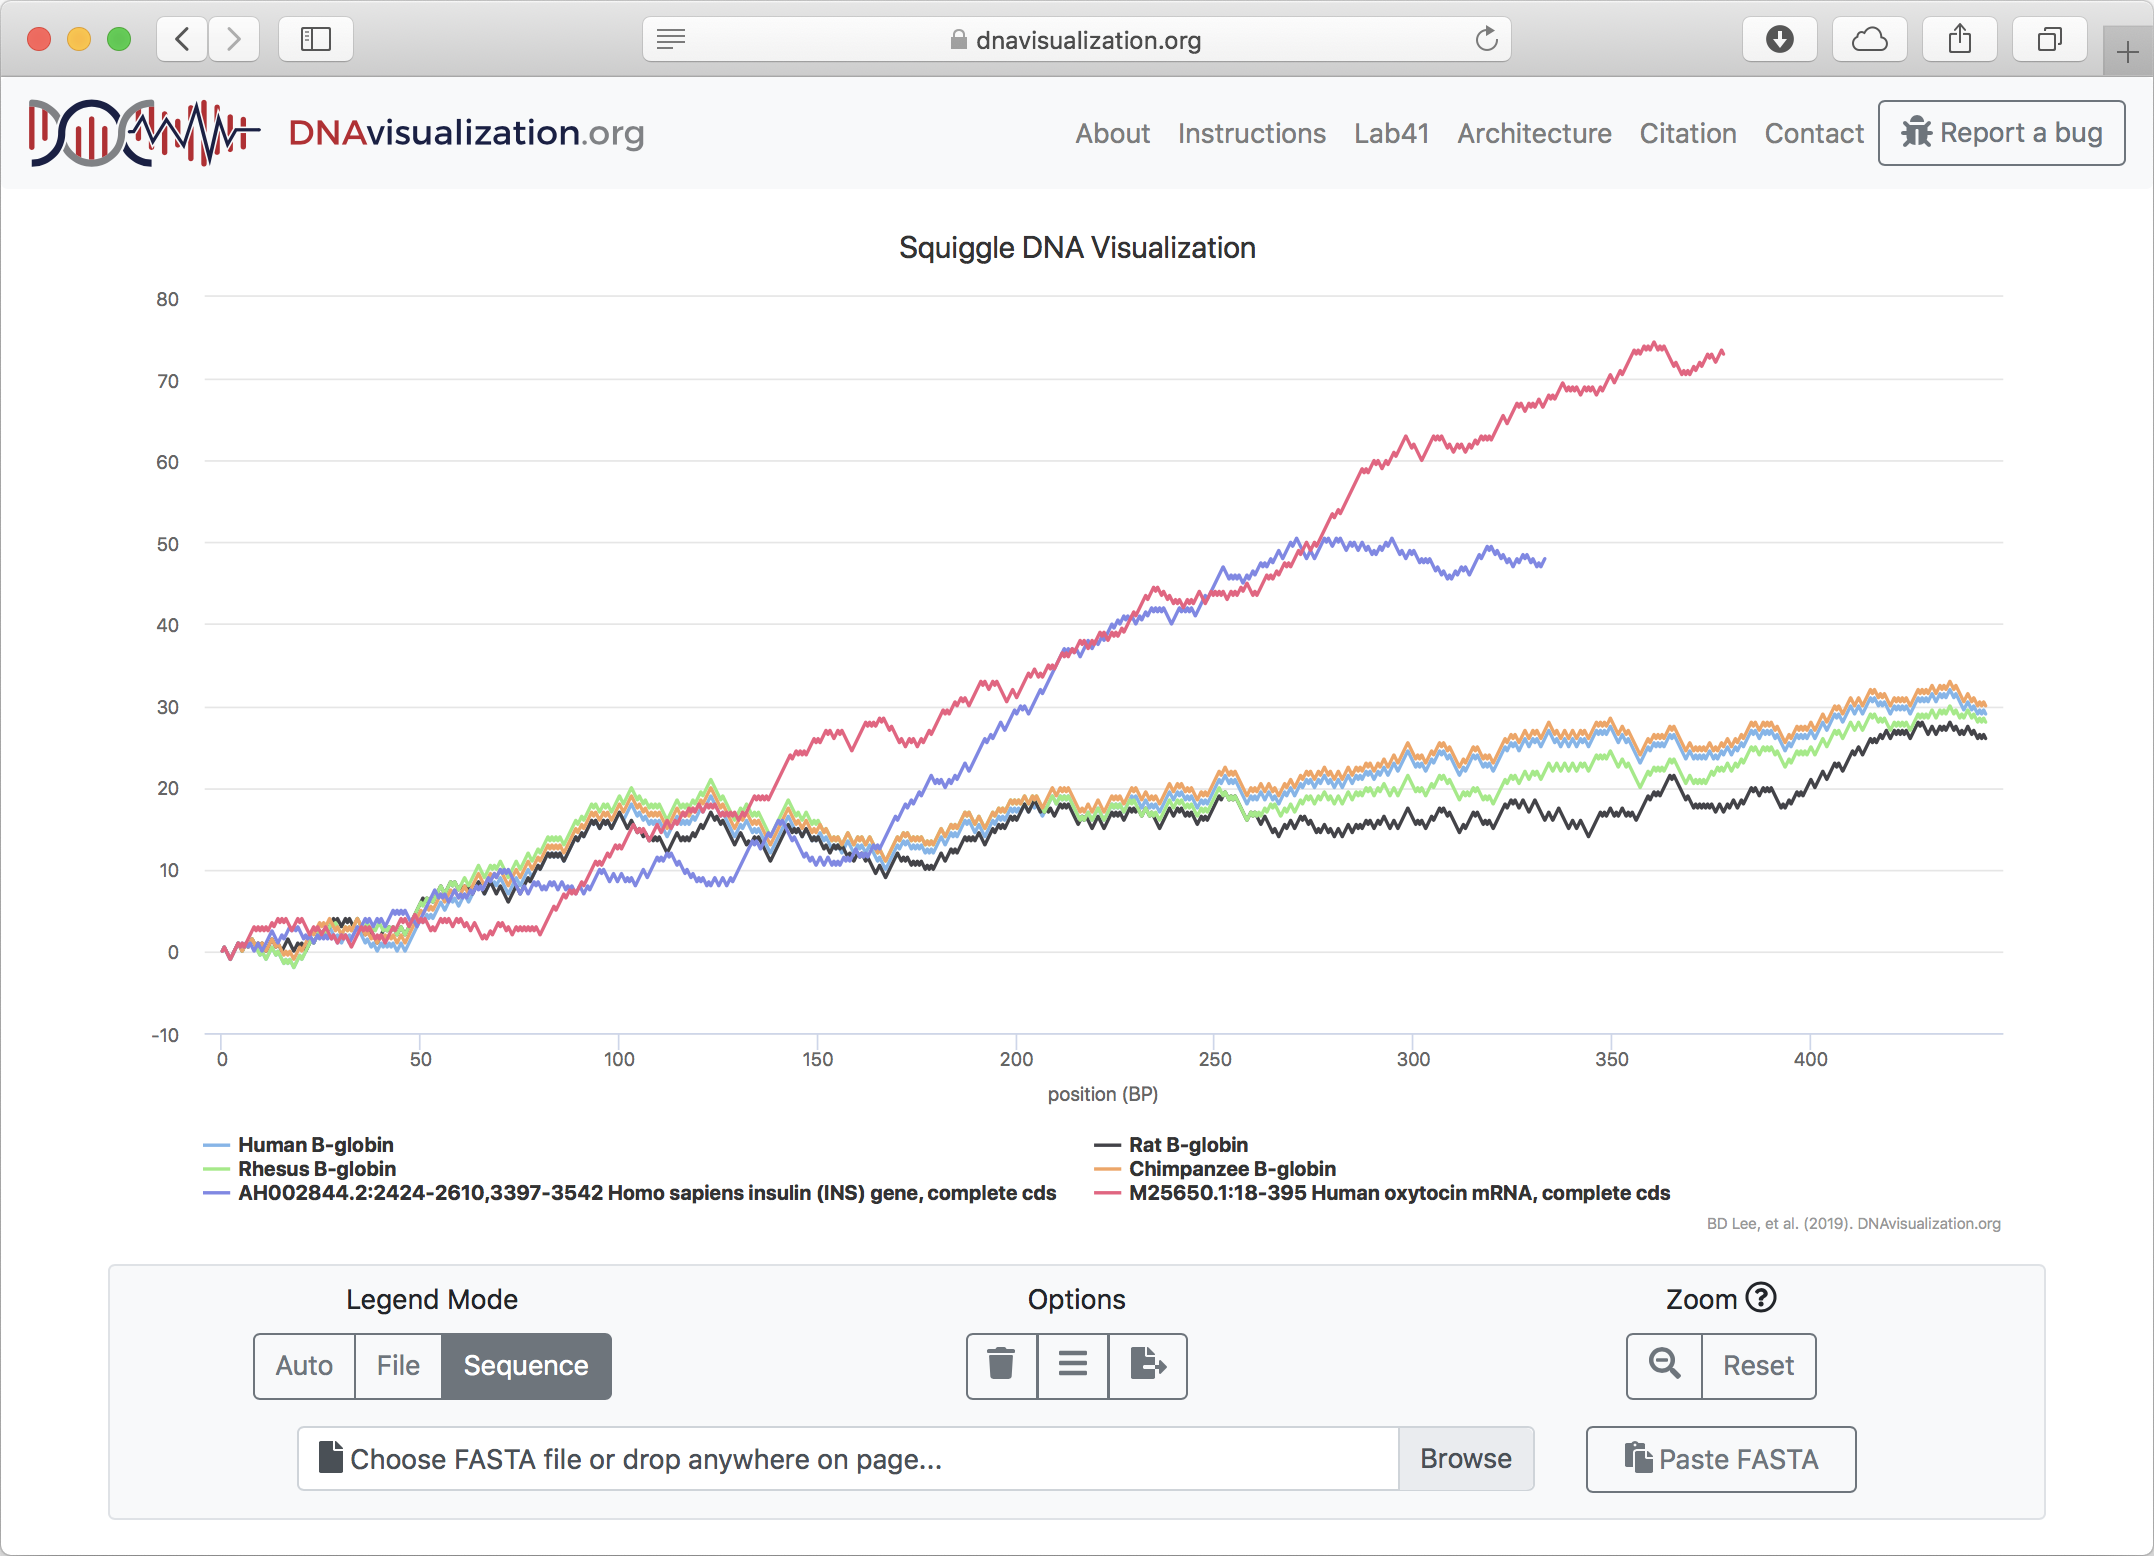 dnavisualization.org
DNAvisualization.org
About Instructions Lab41 Architecture Citation Contact Report a bug
Squiggle DNA Visualization
80
70
60
50
40
30
20
10
0
-10
0 50 100 150 200 250 300 350 400
position (BP)
Human B-globin Rat B-globin
Rhesus B-globin Chimpanzee B-globin
AH002844.2:2424-2610,3397-3542 Homo sapiens insulin (INS) gene, complete cds M25650.1:18-395 Human oxytocin mRNA, complete cds
BD Lee, et al. (2019). DNAvisualization.org
Legend Mode Options Zoom ?
Auto File Sequence Reset
Choose FASTA file or drop anywhere on page... Browse Paste FASTA